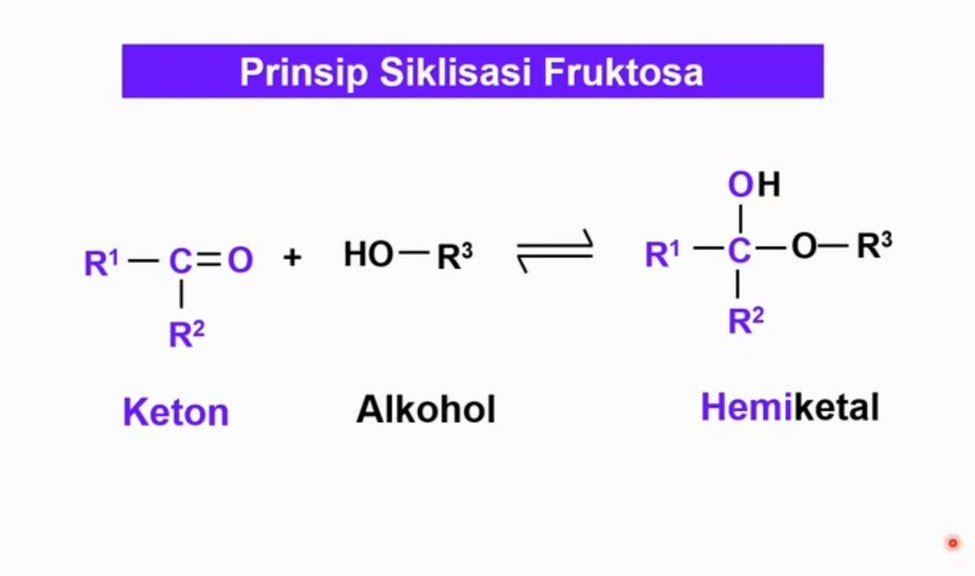 Prinsip Siklisasi Fruktosa
R¹—C=O + HO—R³ ⇌ R¹—C—O—R³
OH
R²
R²
Keton
Alkohol
Hemiketal